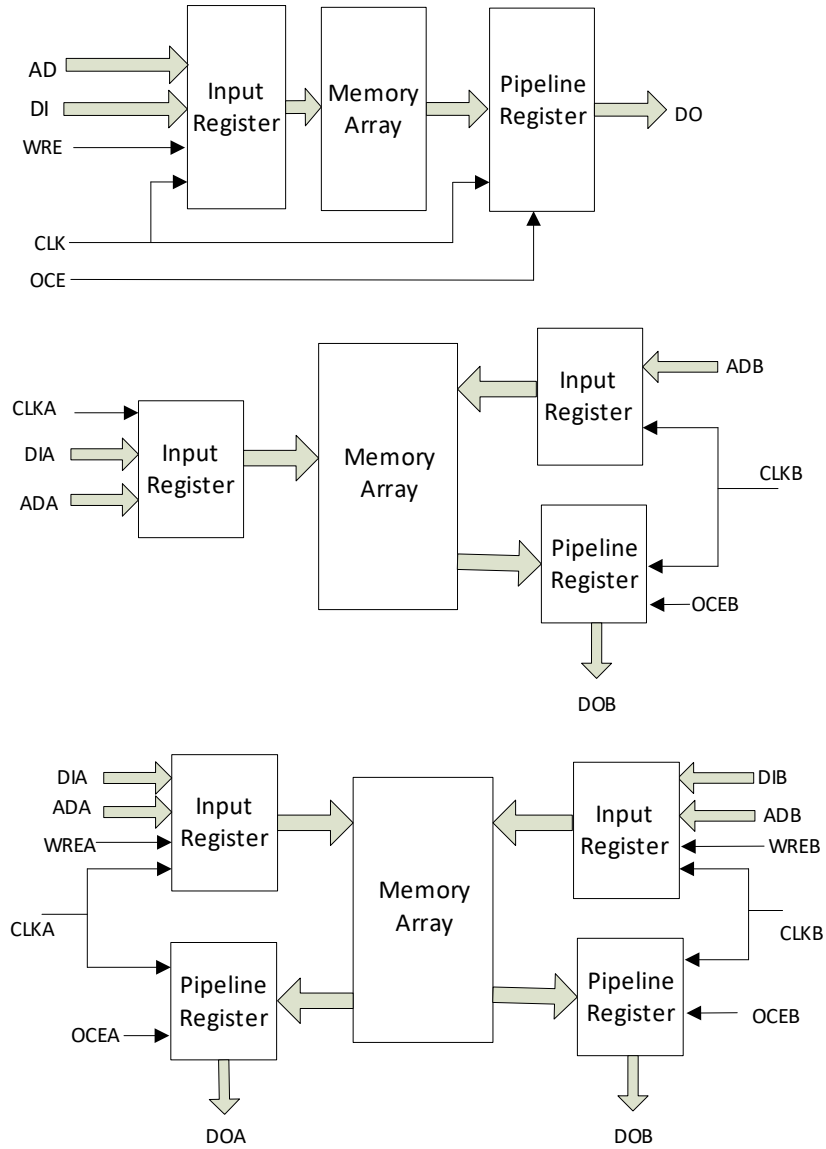 AD
DI
WRE
CLK
OCE
Input
Register
Memory
Array
Pipeline
Register
DO
CLKA
DIA
ADA
Input
Register
Memory
Array
Input
Register
ADB
CLKB
Pipeline
Register
OCEB
DOB
DIA
ADA
WREA
CLKA
OCEA
Input
Register
Pipeline
Register
DOA
Memory
Array
Input
Register
DIB
ADB
WREB
CLKB
Pipeline
Register
OCEB
DOB